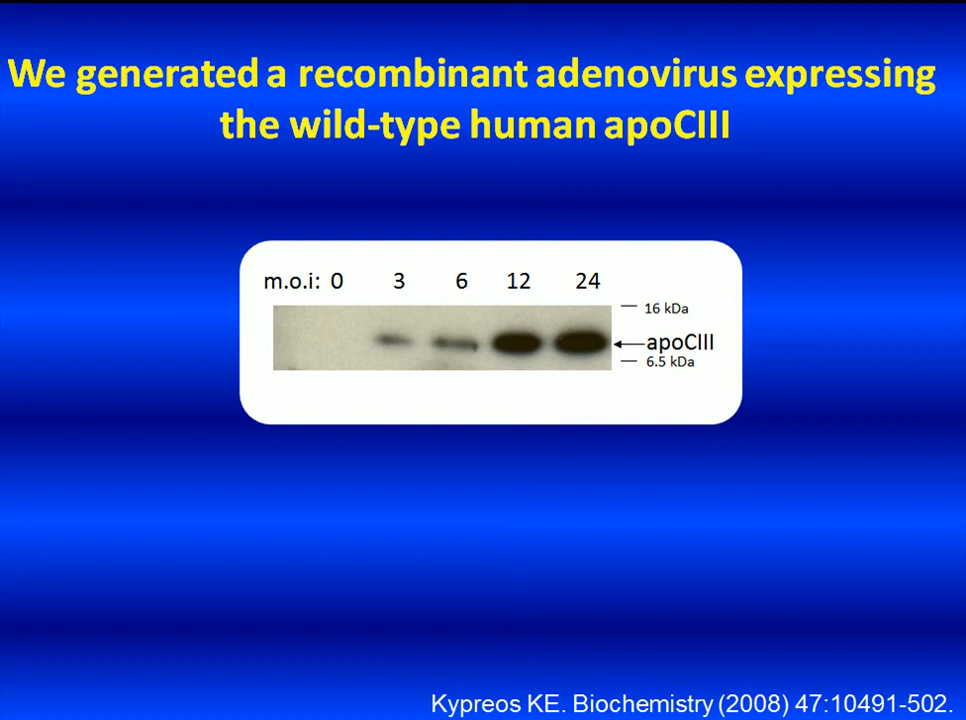 We generated a recombinant adenovirus expressing
the wild-type human apoCIII
m.o.i: 0 3 6 12 24
16 kDa
apoCIII
6.5 kDa
Kypreos KE. Biochemistry (2008) 47:10491-502.